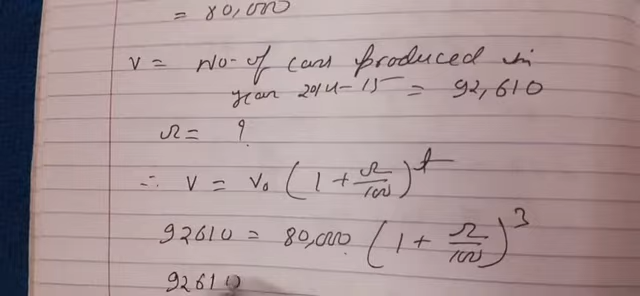 = 80,000
V = No. of cars produced in
year 2014-15 = 92,610
r = ?
∴ V = V₀ (1 + r/100)^t
92610 = 80,000 (1 + r/100)^3
92610